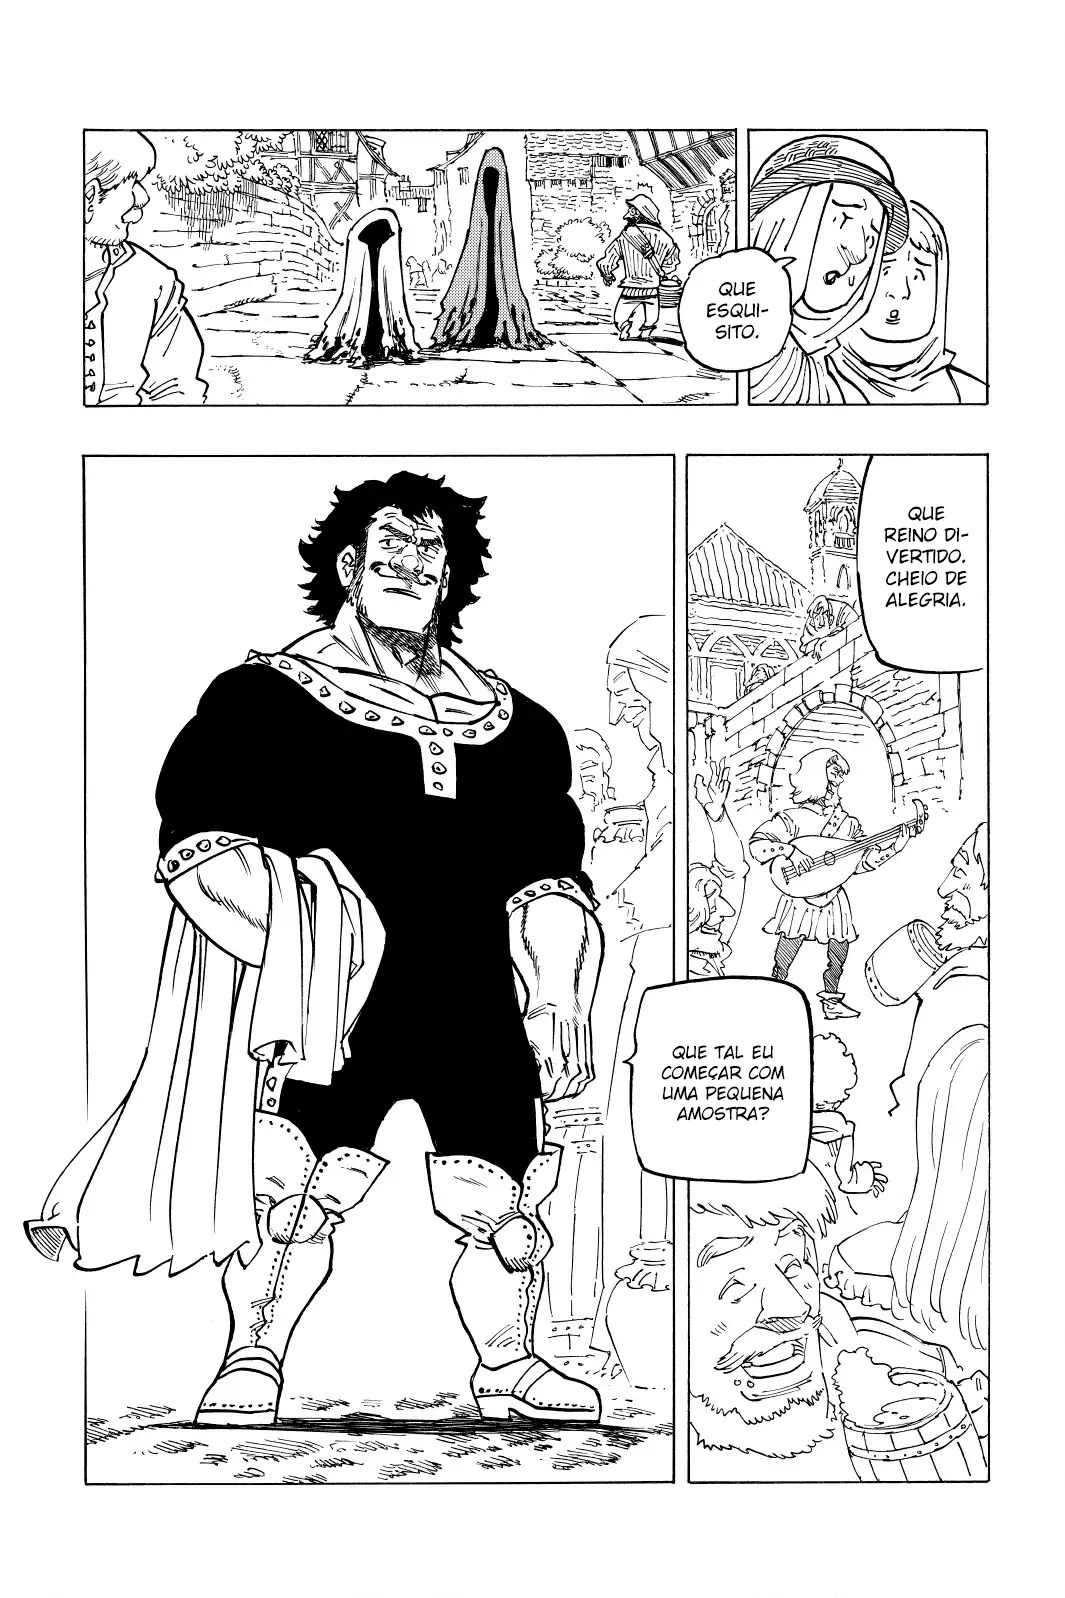 QUE
ESQUI-
SITO.
QUE
REINO DI-
VERTIDO.
CHEIO DE
ALEGRIA.
QUE TAL EU
COMEÇAR COM
UMA PEQUENA
AMOSTRA?